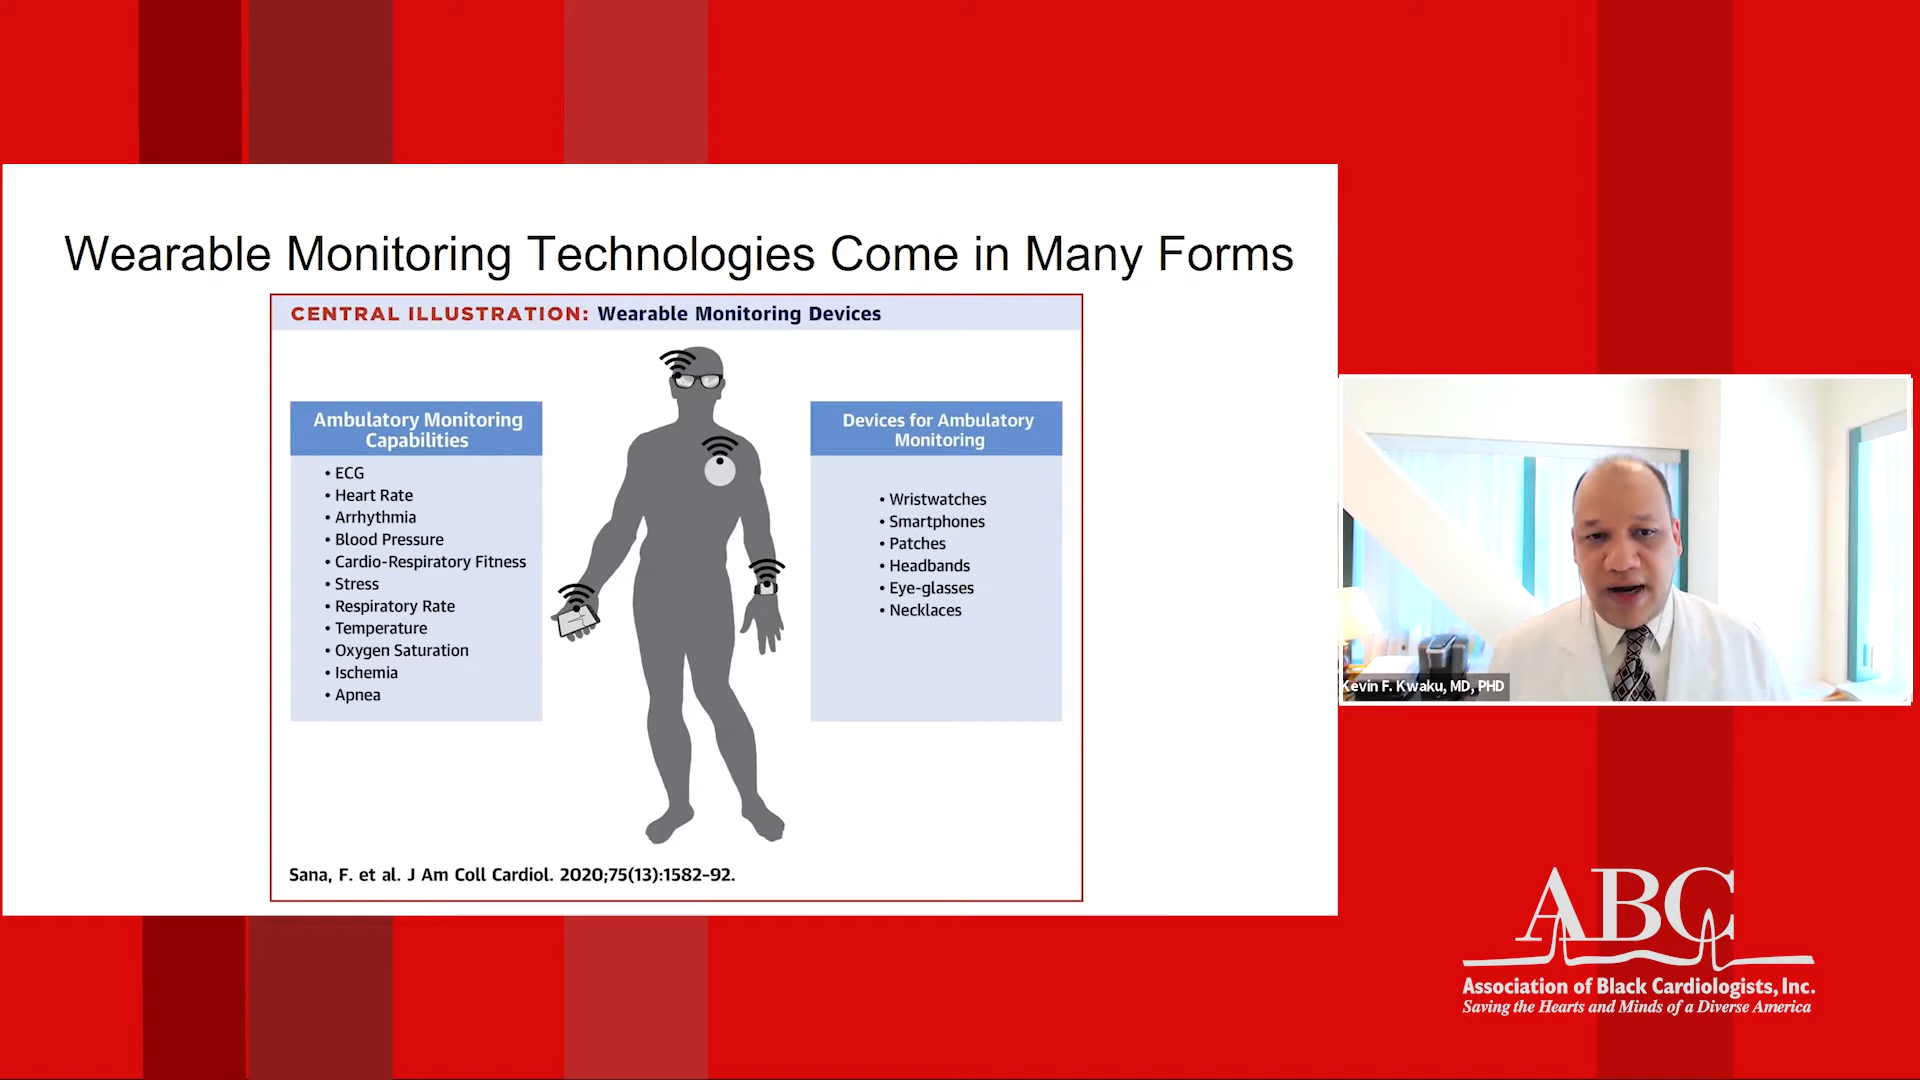 Wearable Monitoring Technologies Come in Many Forms
CENTRAL ILLUSTRATION: Wearable Monitoring Devices
Ambulatory Monitoring
Capabilities
• ECG
• Heart Rate
• Arrhythmia
• Blood Pressure
• Cardio-Respiratory Fitness
• Stress
• Respiratory Rate
• Temperature
• Oxygen Saturation
• Ischemia
• Apnea
Devices for Ambulatory
Monitoring
• Wristwatches
• Smartphones
• Patches
• Headbands
• Eye-glasses
• Necklaces
Sana, F. et al. J Am Coll Cardiol. 2020;75(13):1582–92.
Kevin F. Kwaku, MD, PHD
ABC
Association of Black Cardiologists, Inc.
Saving the Hearts and Minds of a Diverse America